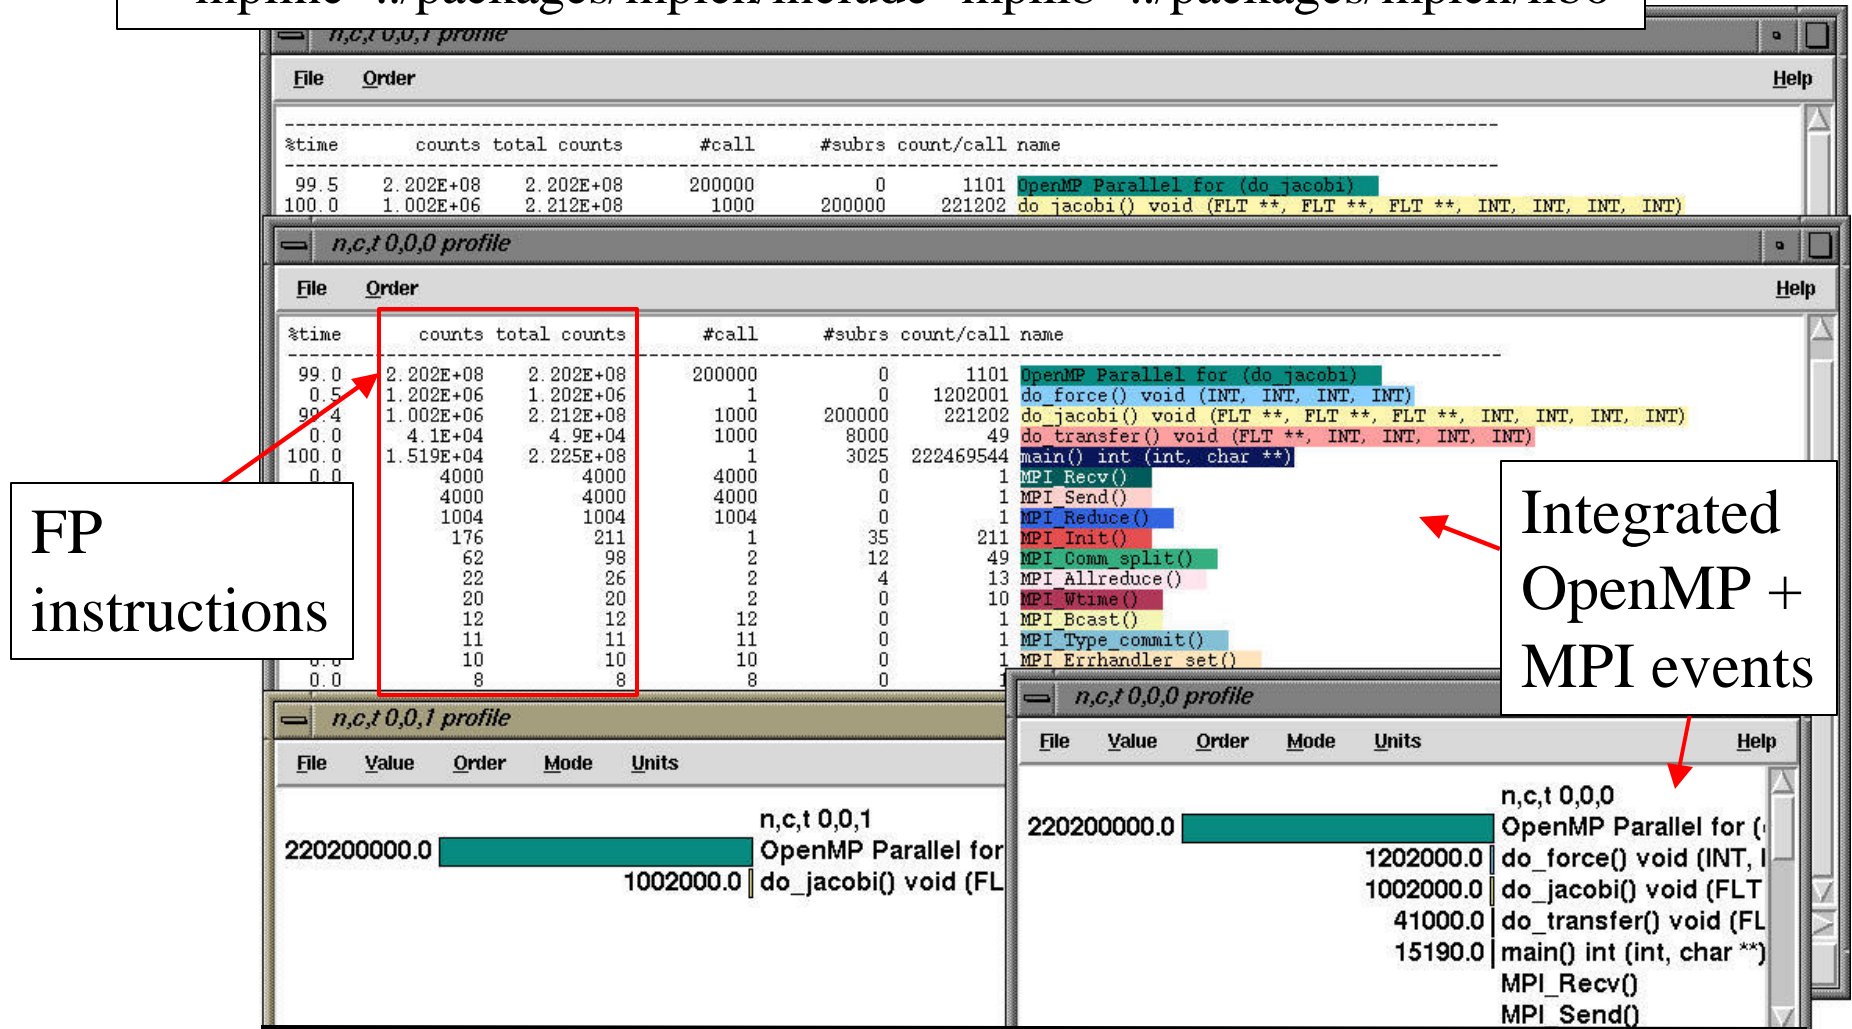 mpiinc=../packages/mpich/include mpilib=../packages/mpich/libo
n,c,t 0,0,1 profile
File Order Help
%time counts total counts #call #subrs count/call name
99.5 2.202E+08 2.202E+08 200000 0 1101 OpenMP Parallel for (do_jacobi)
100.0 1.002E+06 2.212E+08 1000 200000 221202 do_jacobi() void (FLT **, FLT **, FLT **, INT, INT, INT, INT)
n,c,t 0,0,0 profile
File Order Help
%time counts total counts #call #subrs count/call name
99.0 2.202E+08 2.202E+08 200000 0 1101 OpenMP Parallel for (do_jacobi)
0.5 1.202E+06 1.202E+06 1 0 1202001 do_force() void (INT, INT, INT, INT)
99.4 1.002E+06 2.212E+08 1000 200000 221202 do_jacobi() void (FLT **, FLT **, FLT **, INT, INT, INT, INT)
0.0 4.1E+04 4.9E+04 1000 8000 49 do_transfer() void (FLT **, INT, INT, INT, INT)
100.0 1.519E+04 2.225E+08 1 3025 222469544 main() int (int, char **)
0.0 4000 4000 4000 0 1 MPI_Recv()
4000 4000 4000 0 1 MPI_Send()
1004 1004 1004 0 1 MPI_Reduce()
176 211 1 35 211 MPI_Init()
62 98 2 12 49 MPI_Comm_split()
22 26 2 4 13 MPI_Allreduce()
20 20 2 0 10 MPI_Wtime()
12 12 12 0 1 MPI_Bcast()
11 11 11 0 1 MPI_Type_commit()
0.0 10 10 10 0 1 MPI_Errhandler_set()
0.0 8 8 8 0 1
FP
instructions
Integrated
OpenMP +
MPI events
n,c,t 0,0,1 profile
File Value Order Mode Units
n,c,t 0,0,1
220200000.0 OpenMP Parallel for
1002000.0 do_jacobi() void (FL
n,c,t 0,0,0 profile
File Value Order Mode Units Help
n,c,t 0,0,0
220200000.0 OpenMP Parallel for (
1202000.0 do_force() void (INT, I
1002000.0 do_jacobi() void (FLT
41000.0 do_transfer() void (FL
15190.0 main() int (int, char **)
MPI_Recv()
MPI_Send()